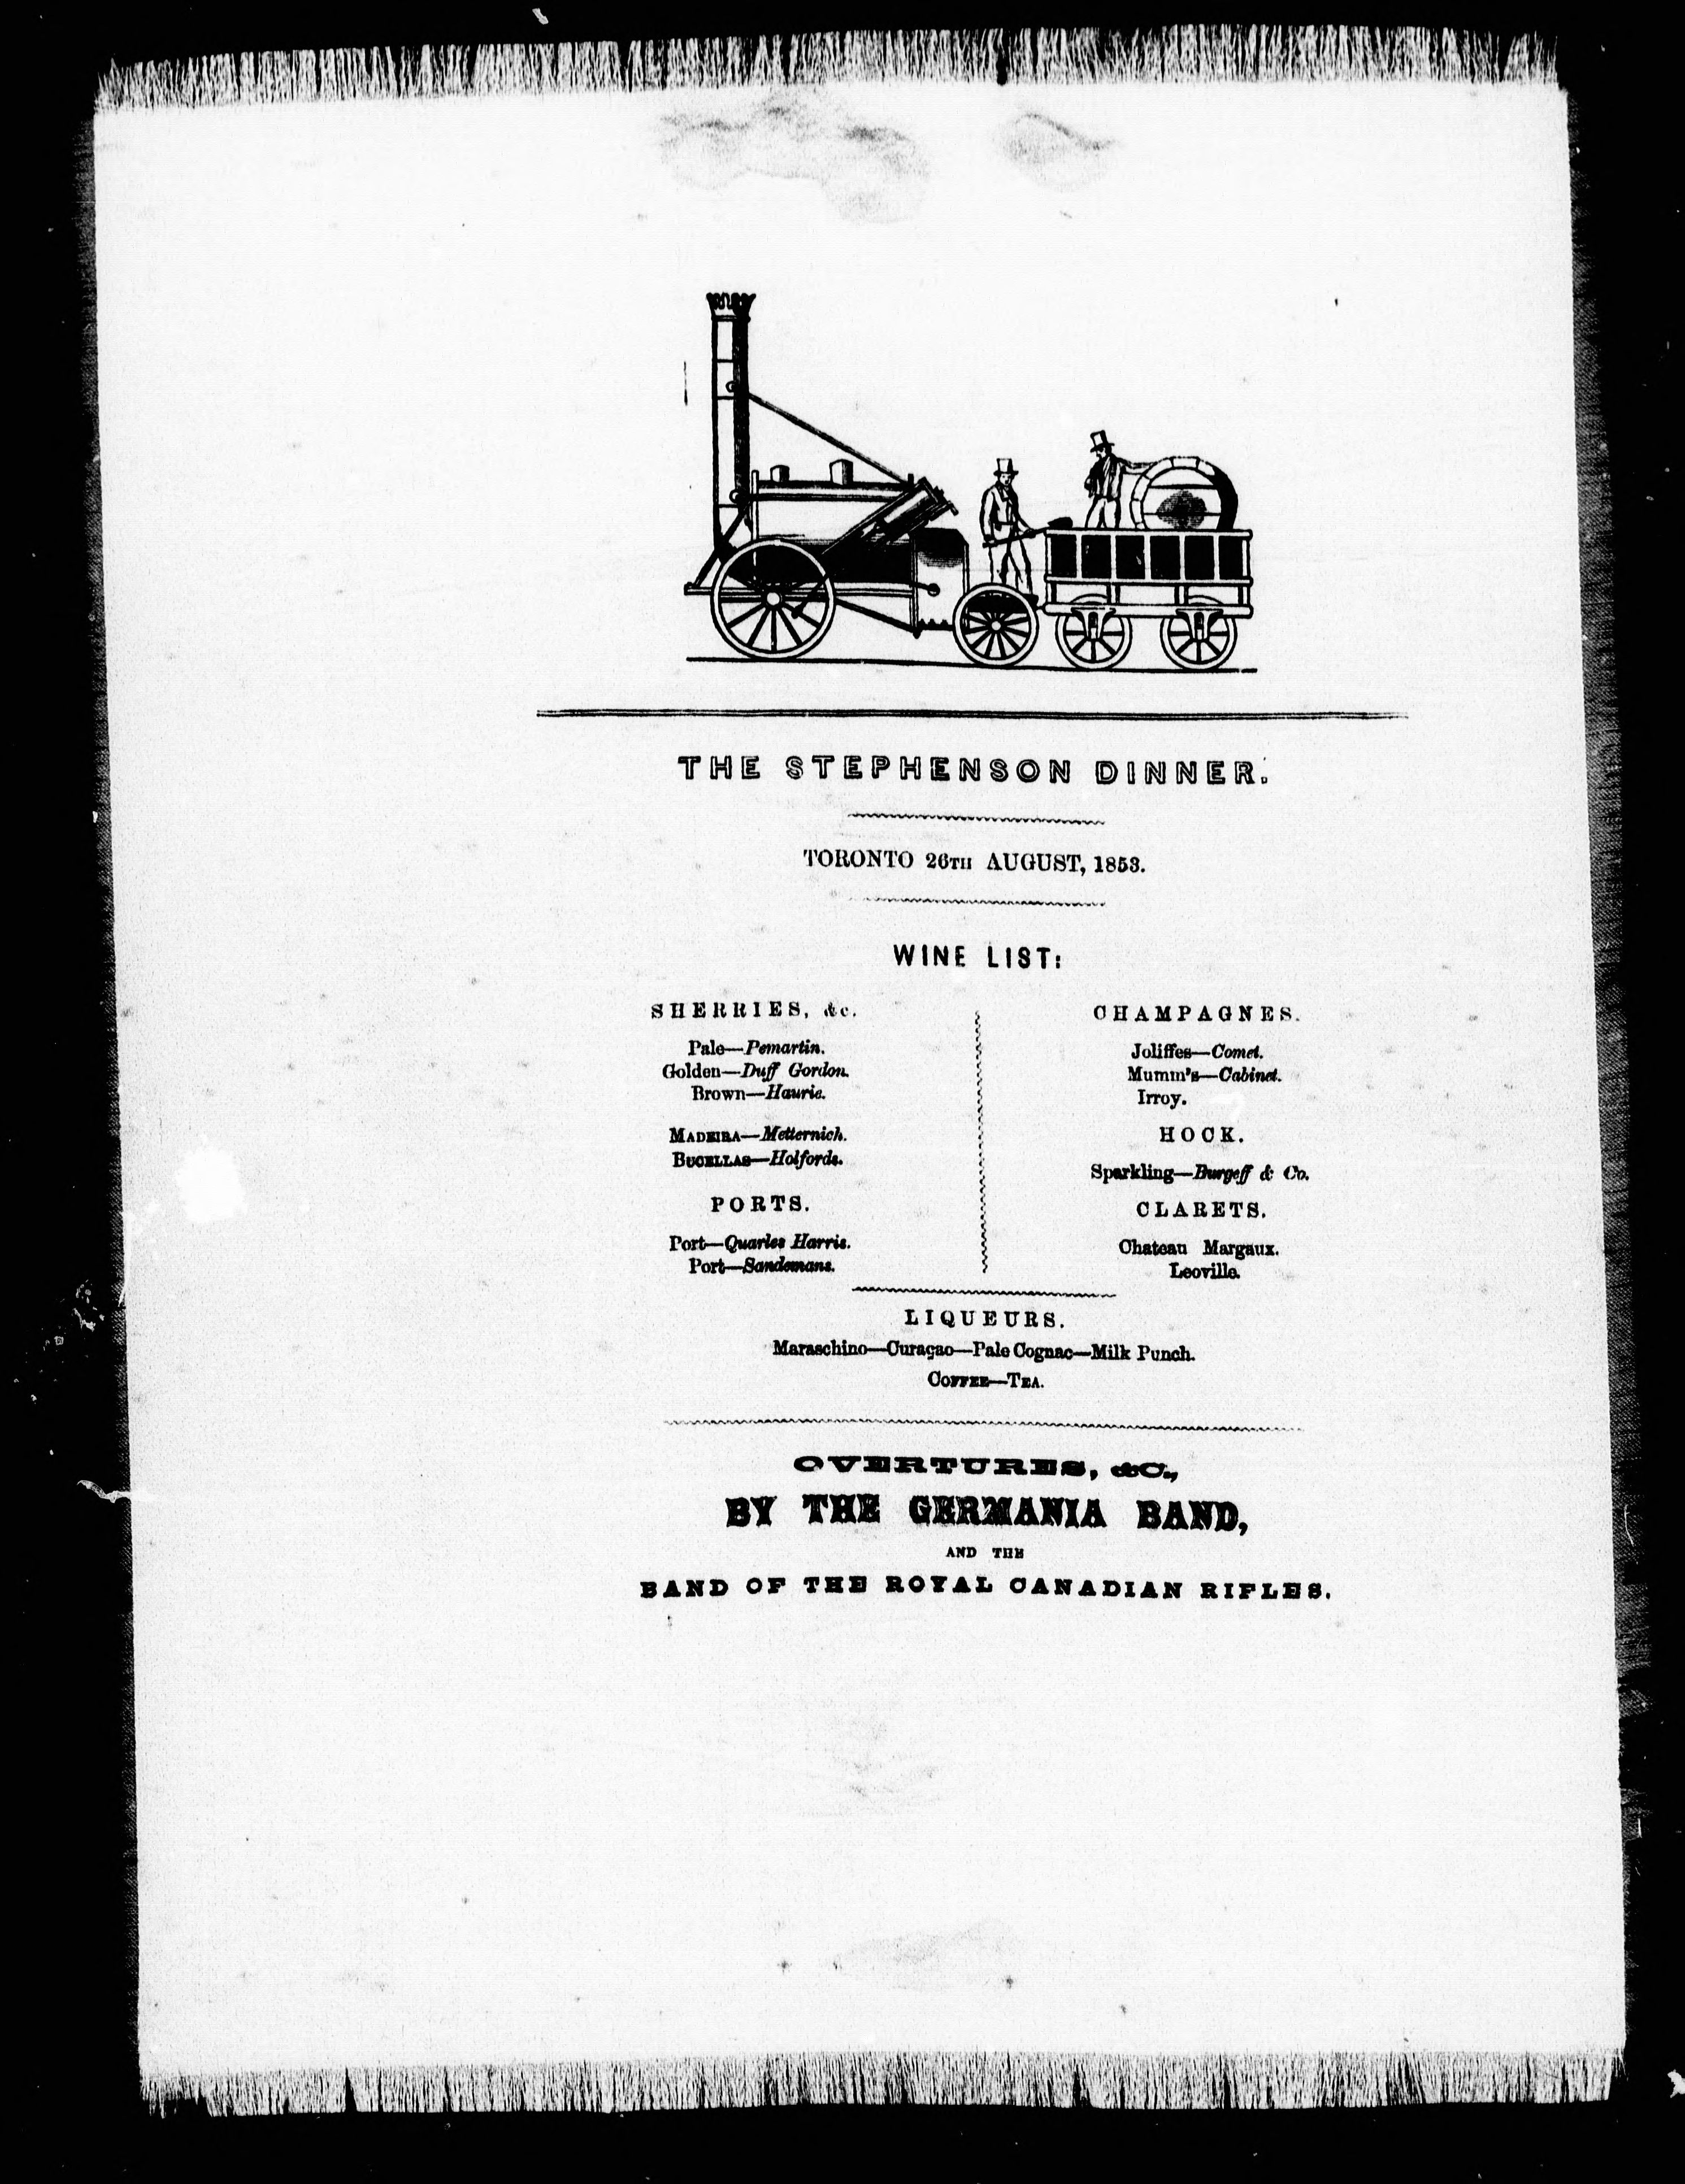 THE STEPHENSON DINNER.
TORONTO 26TH AUGUST, 1853.
WINE LIST:
SHERRIES, &c.
Pale—Pemartin.
Golden—Duff Gordon.
Brown—Haurie.
MADEIRA—Metternich.
BUCELLAS—Holfords.
PORTS.
Port—Quarles Harris.
Port—Sandemans.
CHAMPAGNES.
Joliffes—Comet.
Mumm's—Cabinet.
Irroy.
HOCK.
Sparkling—Burgeff & Co.
CLARETS.
Chateau Margaux.
Leoville.
LIQUEURS.
Maraschino—Curaçao—Pale Cognac—Milk Punch.
COFFEE—TEA.
OVERTURES, &C.,
BY THE GERMANIA BAND,
AND THE
BAND OF THE ROYAL CANADIAN RIFLES.